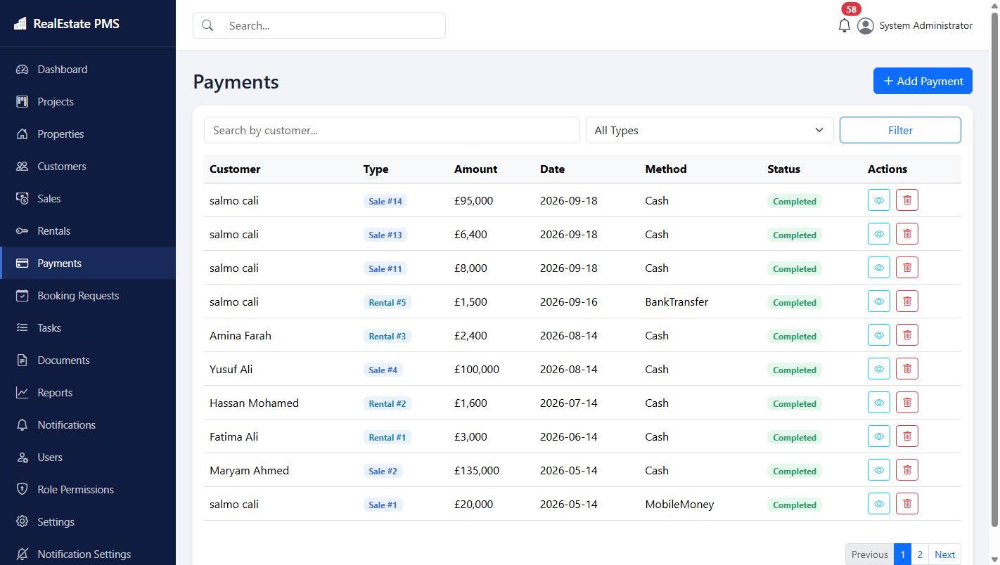 RealEstate PMS
Search...
58
System Administrator
Dashboard
Projects
Properties
Customers
Sales
Rentals
Payments
Booking Requests
Tasks
Documents
Reports
Notifications
Users
Role Permissions
Settings
Notification Settings
Payments
+ Add Payment
Search by customer... All Types Filter
Customer Type Amount Date Method Status Actions
salmo cali Sale #14 £95,000 2026-09-18 Cash Completed
salmo cali Sale #13 £6,400 2026-09-18 Cash Completed
salmo cali Sale #11 £8,000 2026-09-18 Cash Completed
salmo cali Rental #5 £1,500 2026-09-16 BankTransfer Completed
Amina Farah Rental #3 £2,400 2026-08-14 Cash Completed
Yusuf Ali Sale #4 £100,000 2026-08-14 Cash Completed
Hassan Mohamed Rental #2 £1,600 2026-07-14 Cash Completed
Fatima Ali Rental #1 £3,000 2026-06-14 Cash Completed
Maryam Ahmed Sale #2 £135,000 2026-05-14 Cash Completed
salmo cali Sale #1 £20,000 2026-05-14 MobileMoney Completed
Previous 1 2 Next